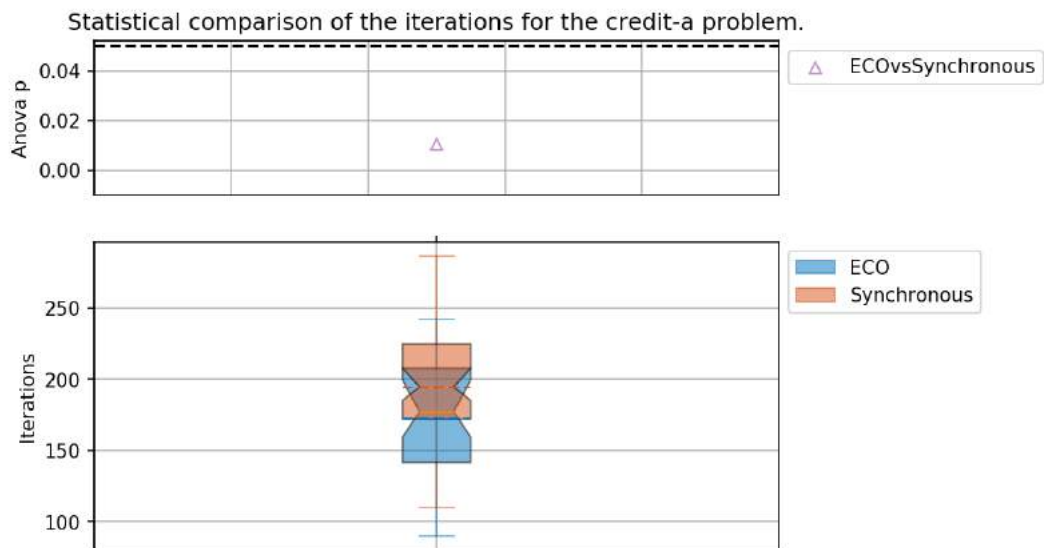 Statistical comparison of the iterations for the credit-a problem.
Anova p
0.04
0.02
0.00
ECOvsSynchronous
Iterations
250
200
150
100
ECO
Synchronous